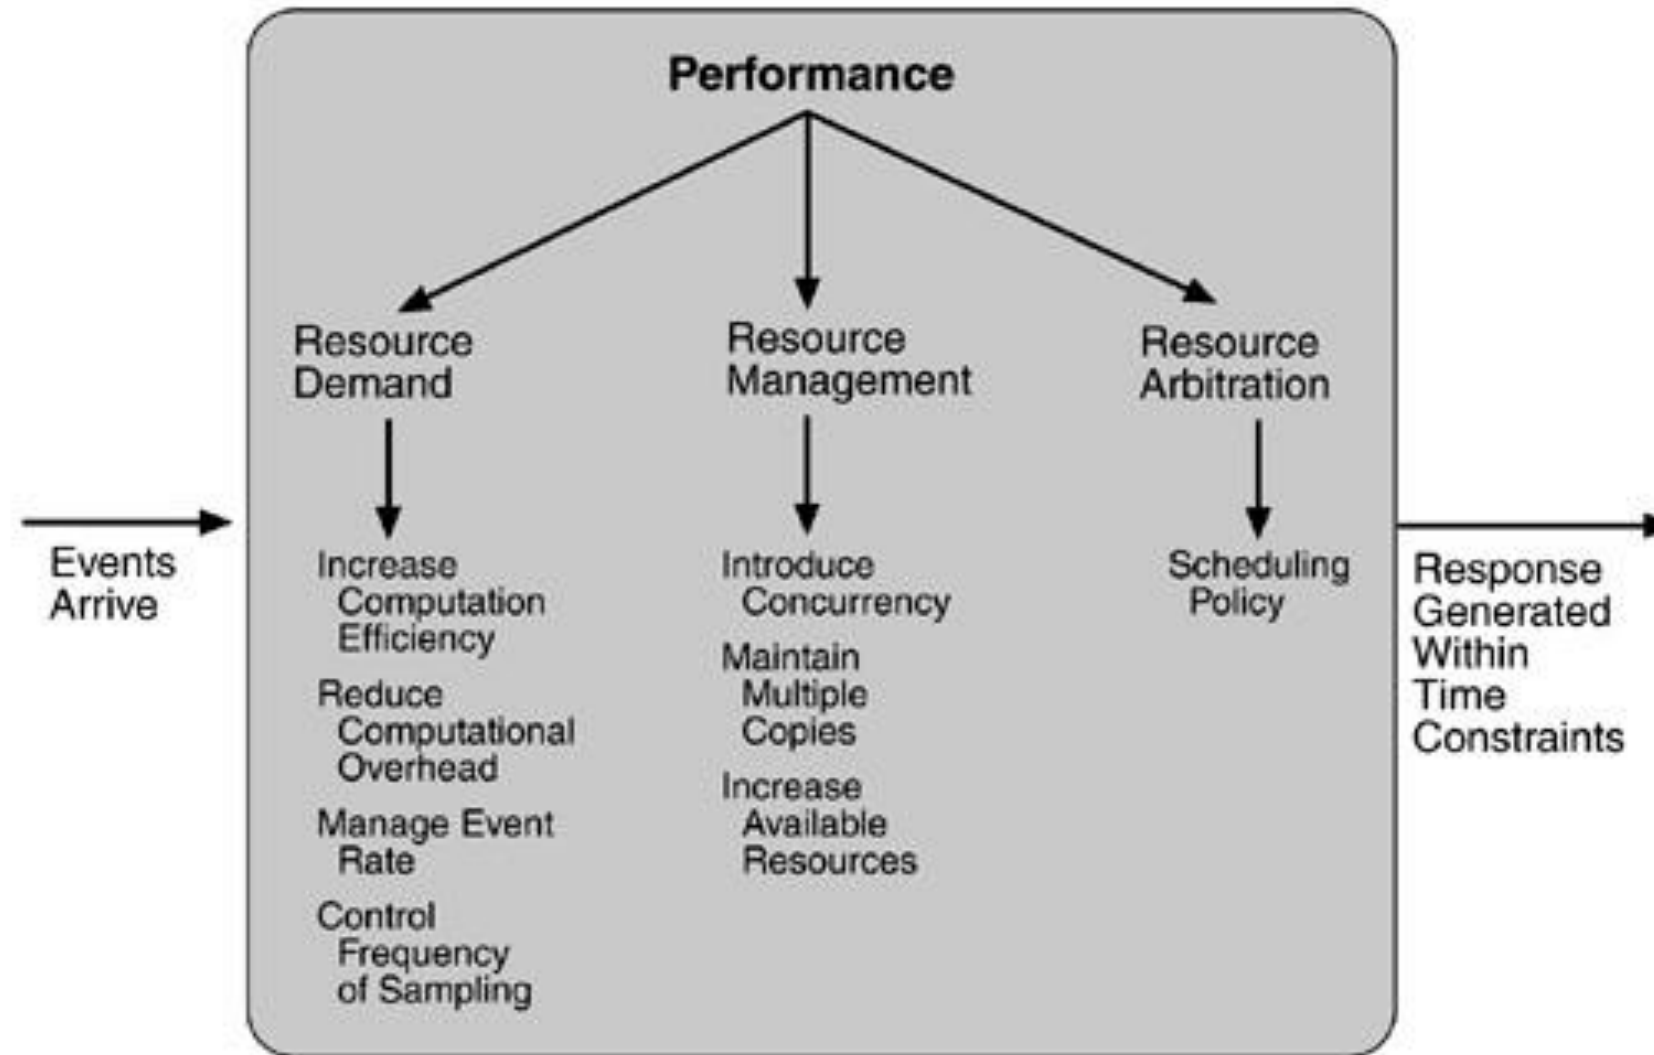 Performance
Resource
Demand
Resource
Management
Resource
Arbitration
Events
Arrive
Increase
Computation
Efficiency
Reduce
Computational
Overhead
Manage Event
Rate
Control
Frequency
of Sampling
Introduce
Concurrency
Maintain
Multiple
Copies
Increase
Available
Resources
Scheduling
Policy
Response
Generated
Within
Time
Constraints